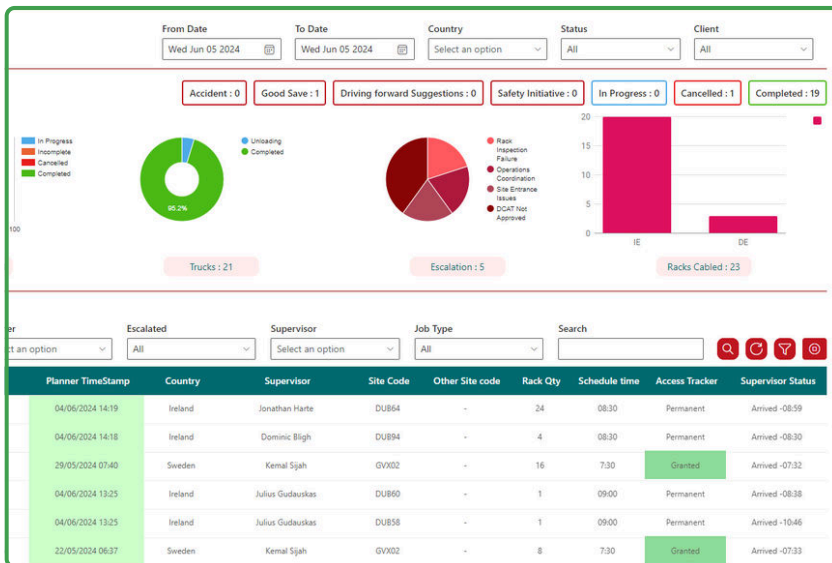 From Date To Date Country Status Client
Wed Jun 05 2024 Wed Jun 05 2024 Select an option All All
Accident : 0 Good Save : 1 Driving forward Suggestions : 0 Safety Initiative : 0 In Progress : 0 Cancelled : 1 Completed : 19
In Progress
Incomplete
Cancelled
Completed
100
Unloading
Completed
95.2%
Rack
Inspection
Failure
Operations
Coordination
Site Entrance
Issues
DCAT Not
Approved
20
15
10
5
0
IE DE
Trucks : 21 Escalation : 5 Racks Cabled : 23
er Escalated Supervisor Job Type Search
ct an option All Select an option All
Planner TimeStamp Country Supervisor Site Code Other Site code Rack Qty Schedule time Access Tracker Supervisor Status
04/06/2024 14:19 Ireland Jonathan Harte DUB64 - 24 08:30 Permanent Arrived -08:59
04/06/2024 14:18 Ireland Dominic Bligh DUB94 - 4 08:30 Permanent Arrived -08:30
29/05/2024 07:40 Sweden Kemal Sijah GVX02 - 16 7:30 Granted Arrived -07:32
04/06/2024 13:25 Ireland Julius Gudauskas DUB60 - 1 09:00 Permanent Arrived -08:38
04/06/2024 13:25 Ireland Julius Gudauskas DUB58 - 1 09:00 Permanent Arrived -10:46
22/05/2024 06:37 Sweden Kemal Sijah GVX02 - 8 7:30 Granted Arrived -07:33